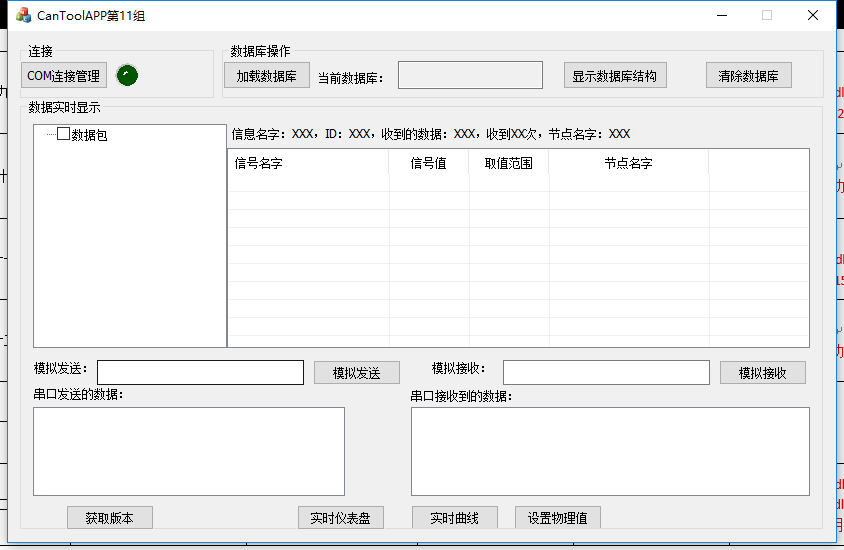 CanToolAPP第11组
连接
数据库操作
COM连接管理
加载数据库
当前数据库：
显示数据库结构
清除数据库
数据实时显示
数据包
信息名字：XXX，ID：XXX，收到的数据：XXX，收到XX次，节点名字：XXX
信号名字 信号值 取值范围 节点名字
模拟发送：
模拟发送
模拟接收：
模拟接收
串口发送的数据：
串口接收到的数据：
获取版本
实时仪表盘
实时曲线
设置物理值